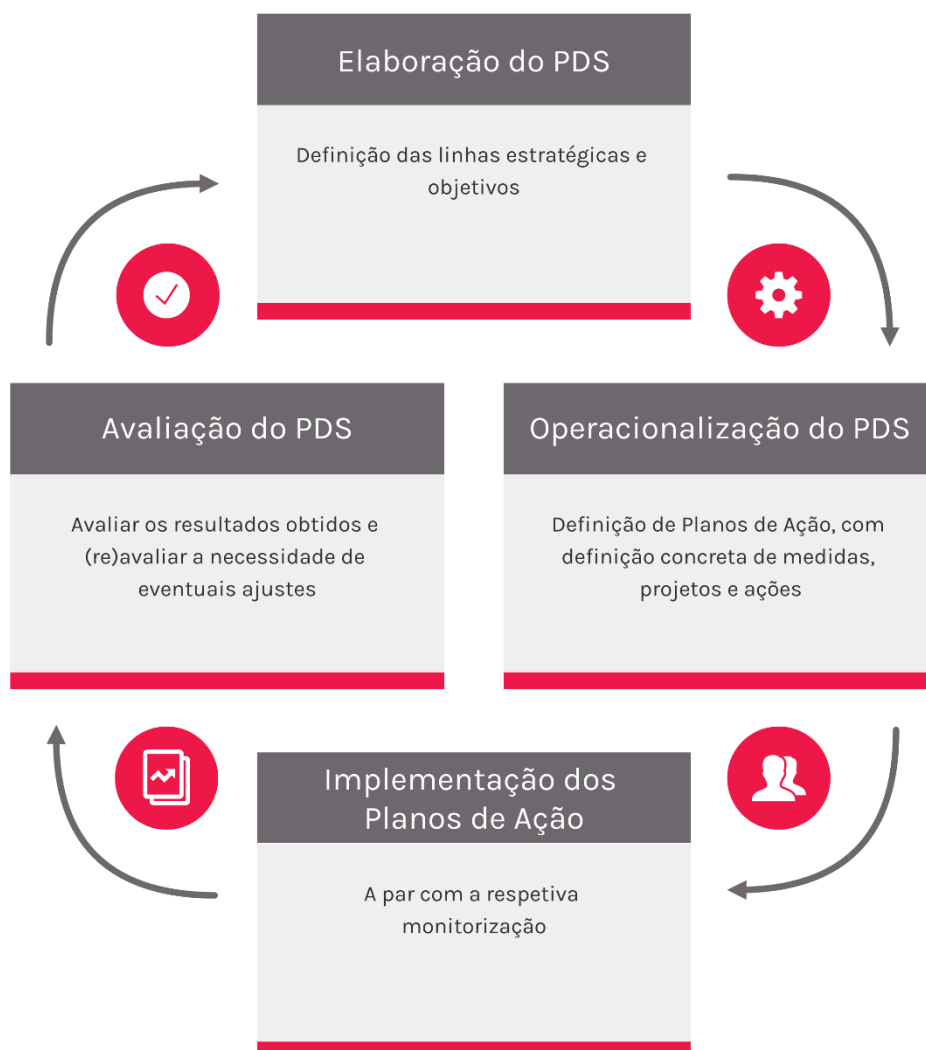 Elaboração do PDS
Definição das linhas estratégicas e
objetivos
Avaliação do PDS
Avaliar os resultados obtidos e
(re)avaliar a necessidade de
eventuais ajustes
Operacionalização do PDS
Definição de Planos de Ação, com
definição concreta de medidas,
projetos e ações
Implementação dos
Planos de Ação
A par com a respetiva
monitorização